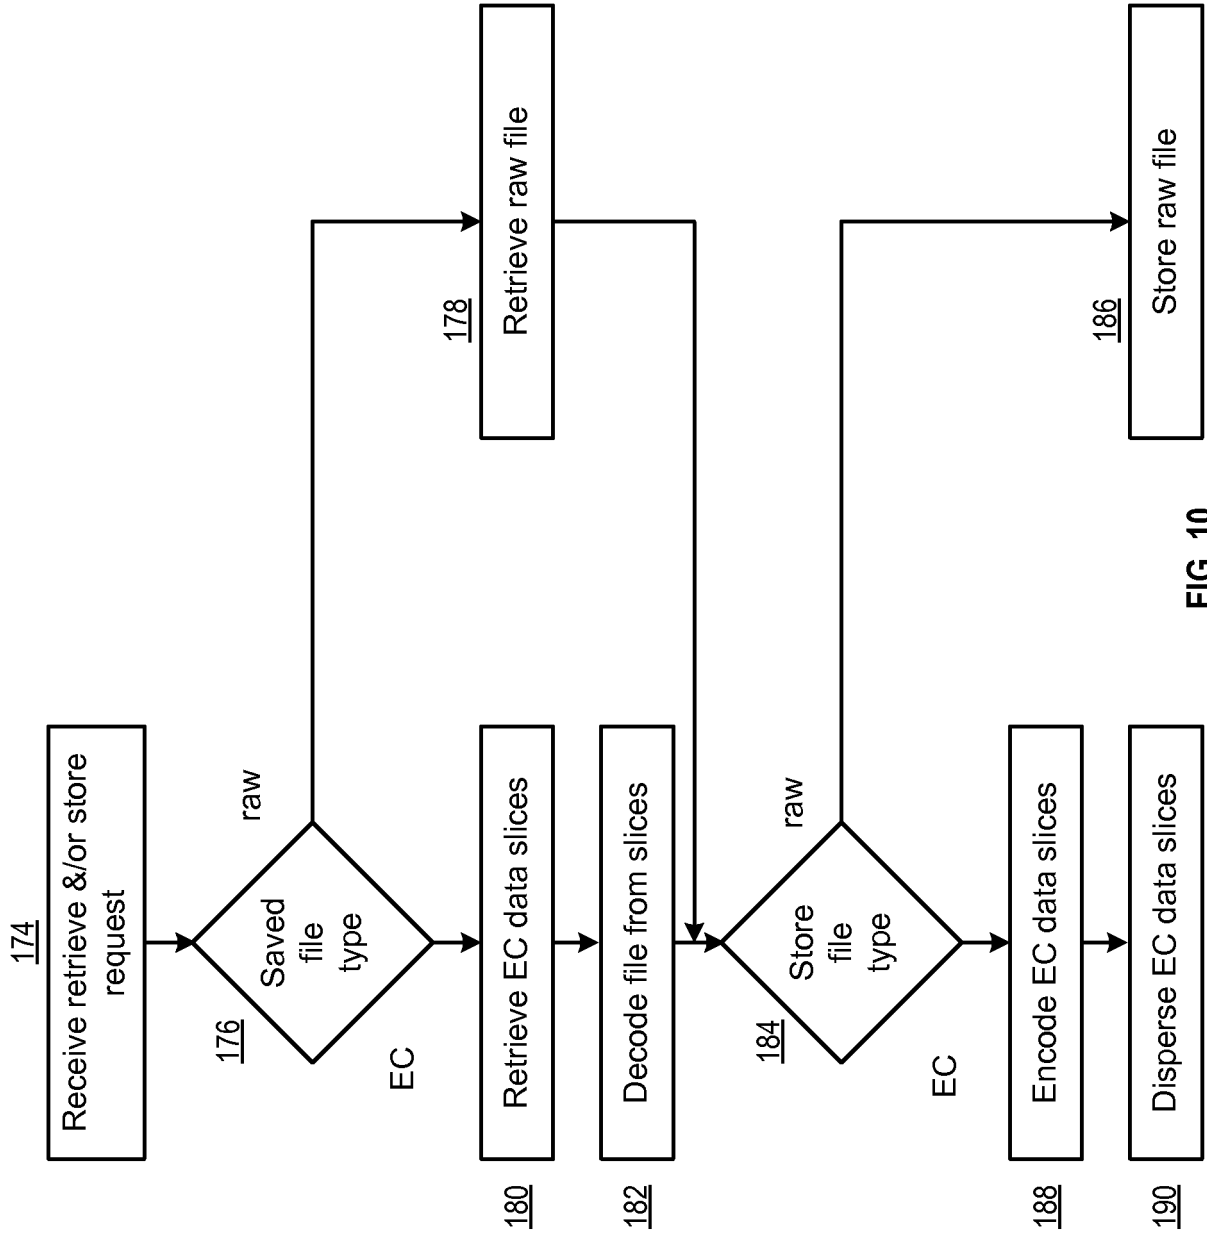 174
Receive retrieve &/or store
request
176
Saved
file
type
raw
EC
178
Retrieve raw file
180
Retrieve EC data slices
182
Decode file from slices
184
Store
file
type
raw
EC
186
Store raw file
188
Encode EC data slices
190
Disperse EC data slices
FIG. 10